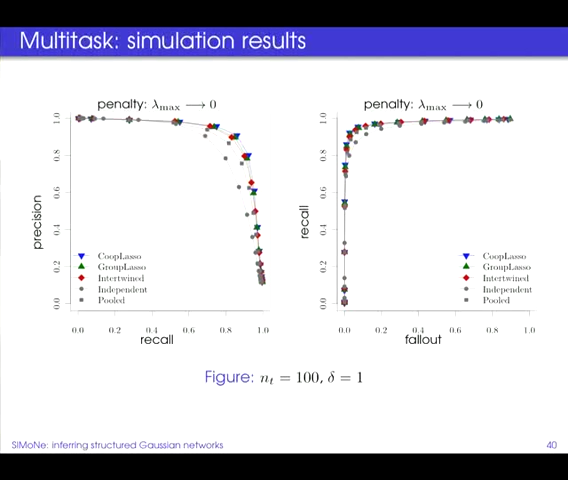 Multitask: simulation results
penalty: λmax ⟶ 0
precision
1.0
0.8
0.6
0.4
0.2
0.0
CoopLasso
GroupLasso
Intertwined
Independent
Pooled
0.0 0.2 0.4 0.6 0.8 1.0
recall
penalty: λmax ⟶ 0
recall
1.0
0.8
0.6
0.4
0.2
0.0
CoopLasso
GroupLasso
Intertwined
Independent
Pooled
0.0 0.2 0.4 0.6 0.8 1.0
fallout
Figure: nt = 100, δ = 1
SIMoNe: inferring structured Gaussian networks
40